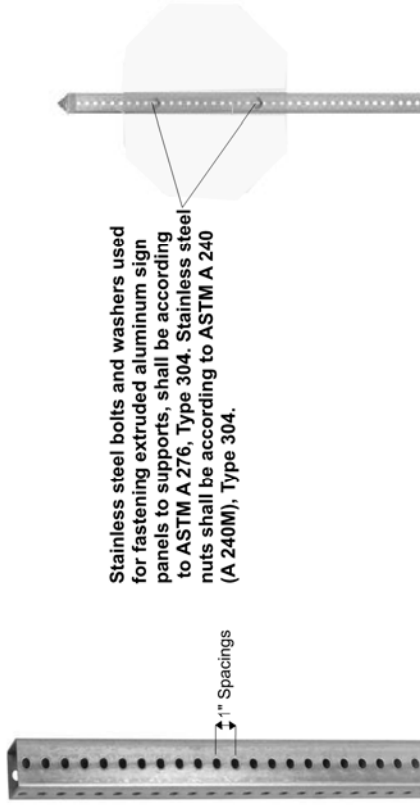 Stainless steel bolts and washers used
for fastening extruded aluminum sign
panels to supports, shall be according
to ASTM A 276, Type 304. Stainless steel
nuts shall be according to ASTM A 240
(A 240M), Type 304.
1" Spacings